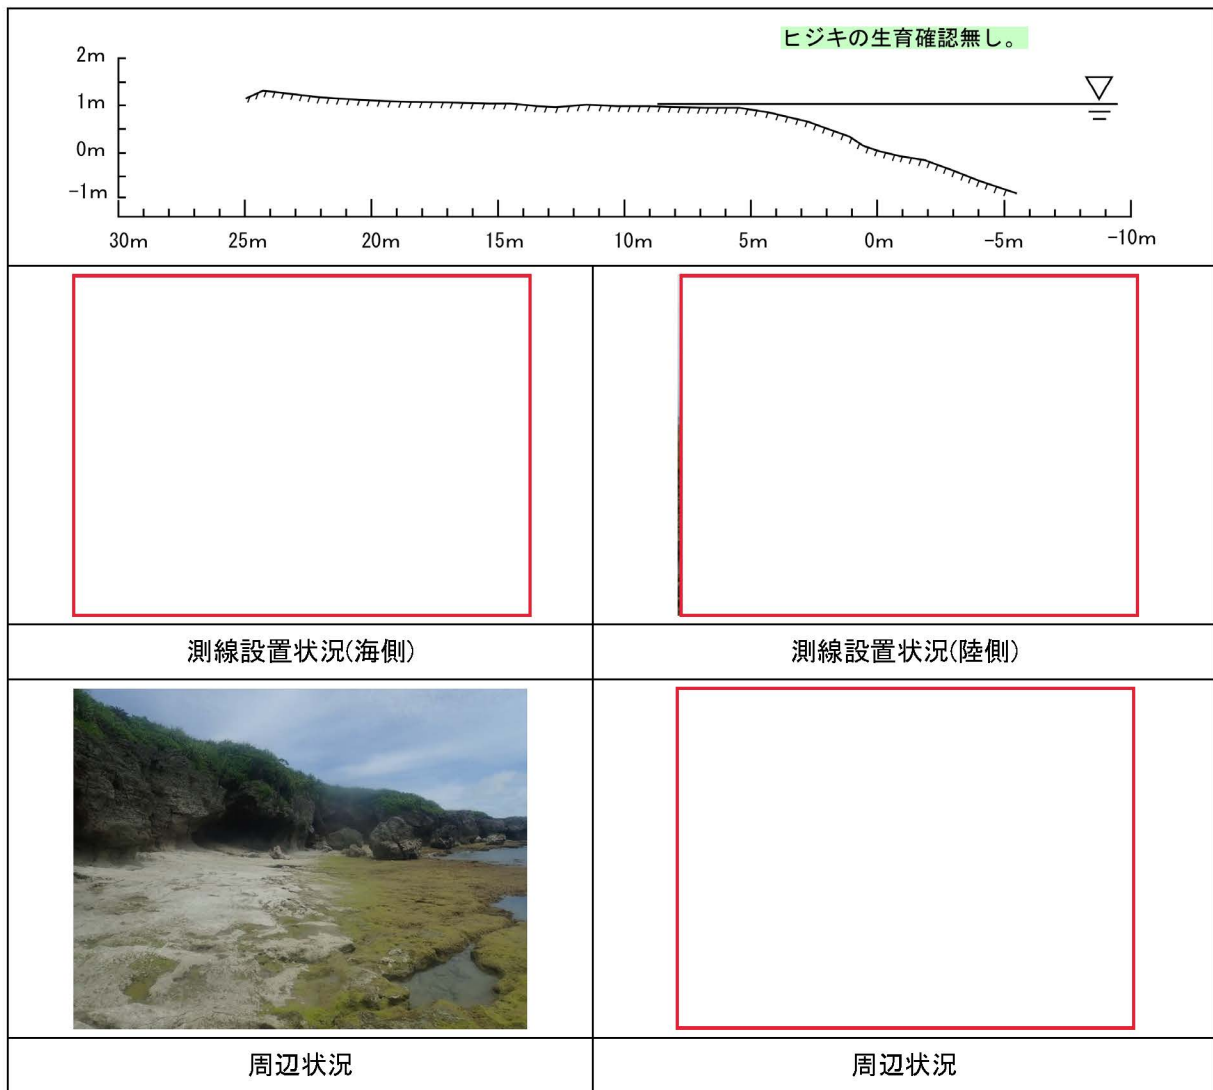 ヒジキの生育確認無し。
2m
1m
0m
-1m
30m 25m 20m 15m 10m 5m 0m -5m -10m
測線設置状況(海側) 測線設置状況(陸側)
周辺状況 周辺状況